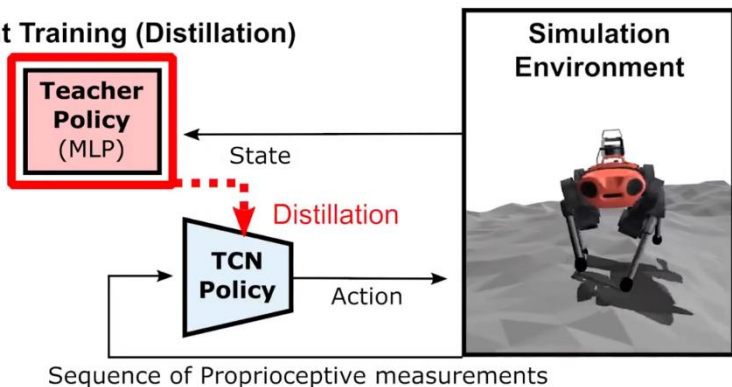 t Training (Distillation)
Simulation
Environment
Teacher
Policy
(MLP)
State
Distillation
TCN
Policy
Action
Sequence of Proprioceptive measurements